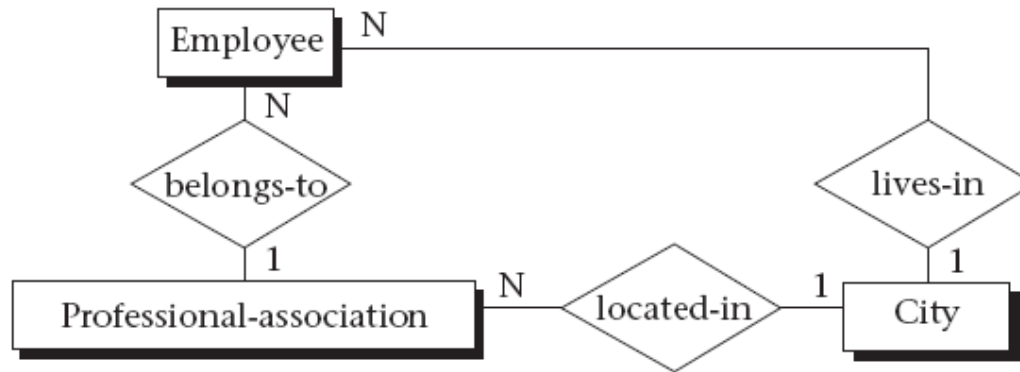 Employee
N
N
belongs-to
lives-in
1
1
Professional-association
N
located-in
1
City